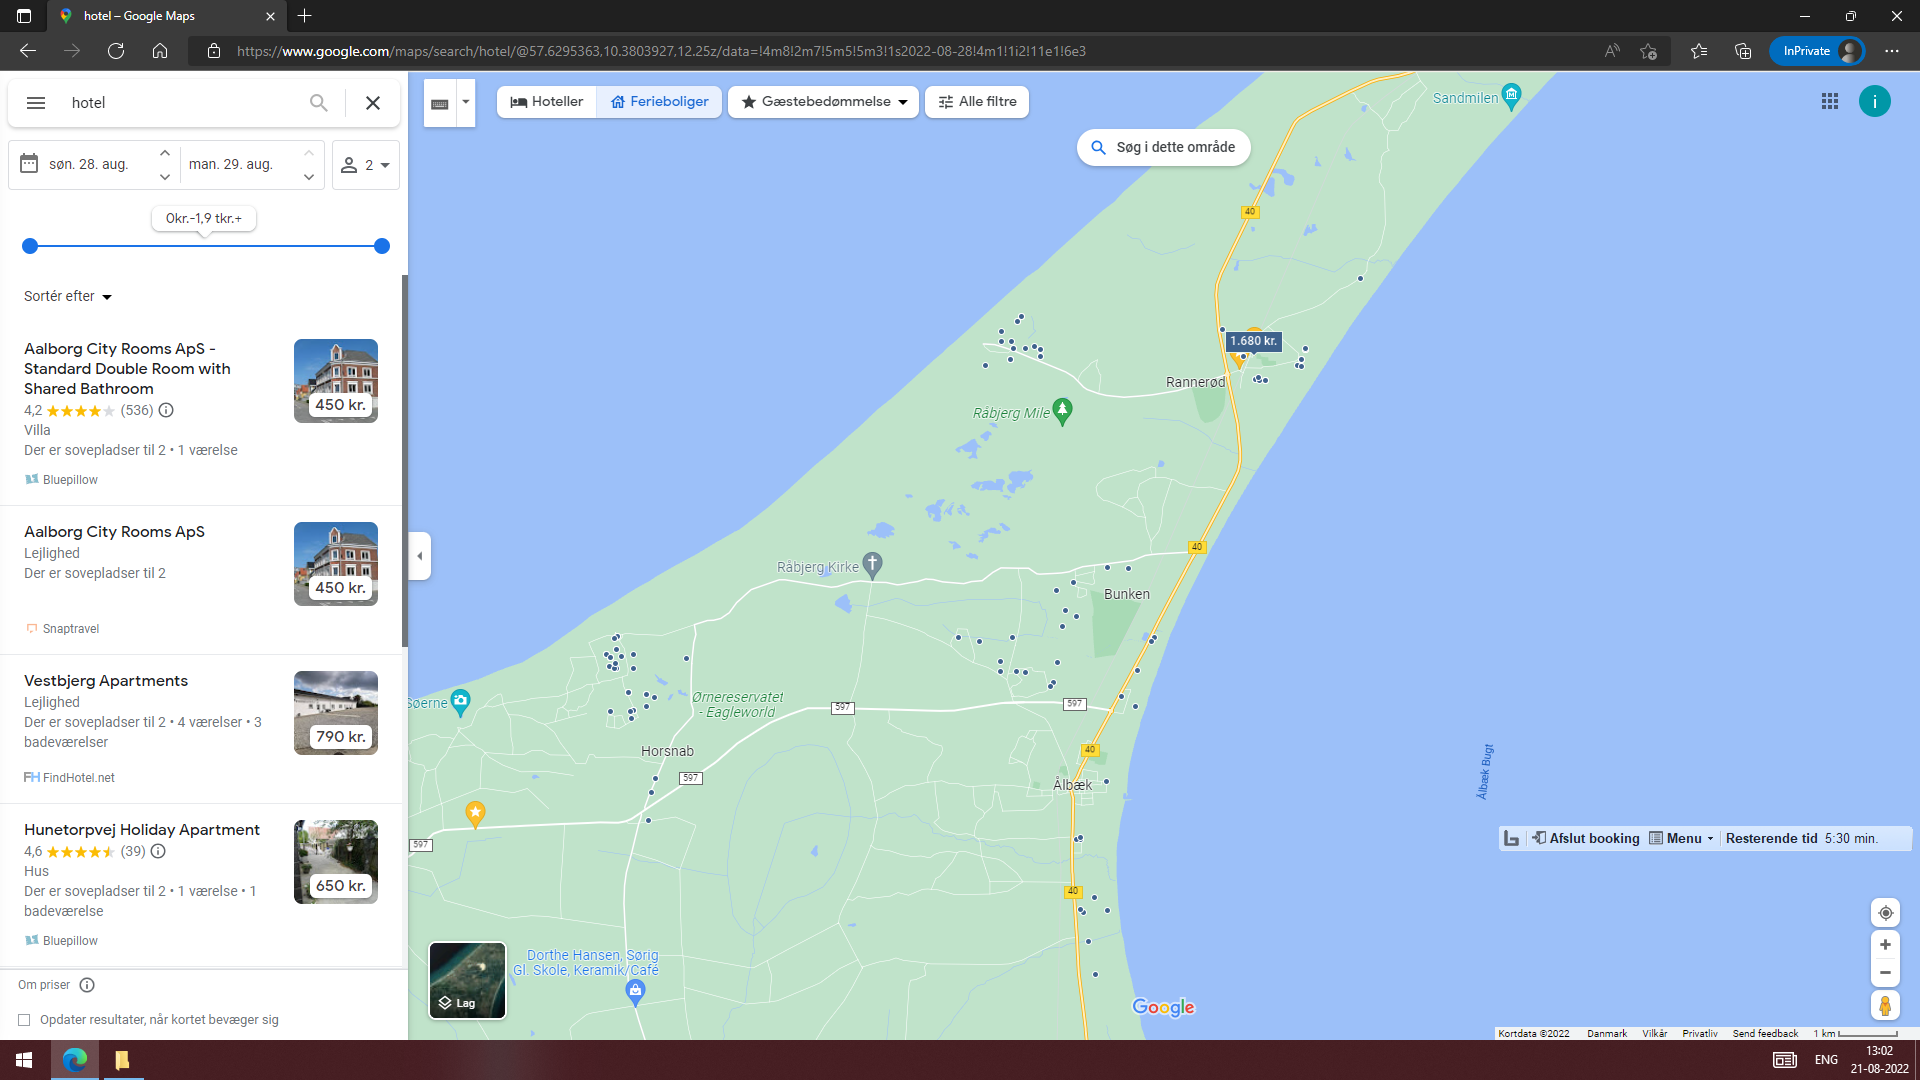 hotel – Google Maps
https://www.google.com/maps/search/hotel/@57.6295363,10.3803927,12.25z/data=!4m8!2m7!5m5!5m3!1s2022-08-28!4m1!1i2!11e1!6e3
InPrivate
hotel
Hoteller
Ferieboliger
Gæstebedømmelse
Alle filtre
i
Søg i dette område
søn. 28. aug.
man. 29. aug.
2
0kr.-1,9 tkr.+
Sortér efter
Aalborg City Rooms ApS -
Standard Double Room with
Shared Bathroom
4,2 (536)
Villa
Der er sovepladser til 2 • 1 værelse
Bluepillow
450 kr.
Aalborg City Rooms ApS
Lejlighed
Der er sovepladser til 2
Snaptravel
450 kr.
Vestbjerg Apartments
Lejlighed
Der er sovepladser til 2 • 4 værelser • 3
badeværelser
FH FindHotel.net
790 kr.
Hunetorpvej Holiday Apartment
4,6 (39)
Hus
Der er sovepladser til 2 • 1 værelse • 1
badeværelse
Bluepillow
650 kr.
Om priser
Opdater resultater, når kortet bevæger sig
Sandmilen
40
1.680 kr.
Rannerød
Råbjerg Mile
40
Råbjerg Kirke
Bunken
Søerne
Ørnereservatet
- Eagleworld
597
597
Horsnab
597
40
Ålbæk
Ålbæk Bugt
597
40
Dorthe Hansen, Sørig
Gl. Skole, Keramik/Café
Lag
Google
Afslut booking
Menu
Resterende tid 5:30 min.
Kortdata ©2022
Danmark
Vilkår
Privatliv
Send feedback
1 km
ENG
13:02
21-08-2022